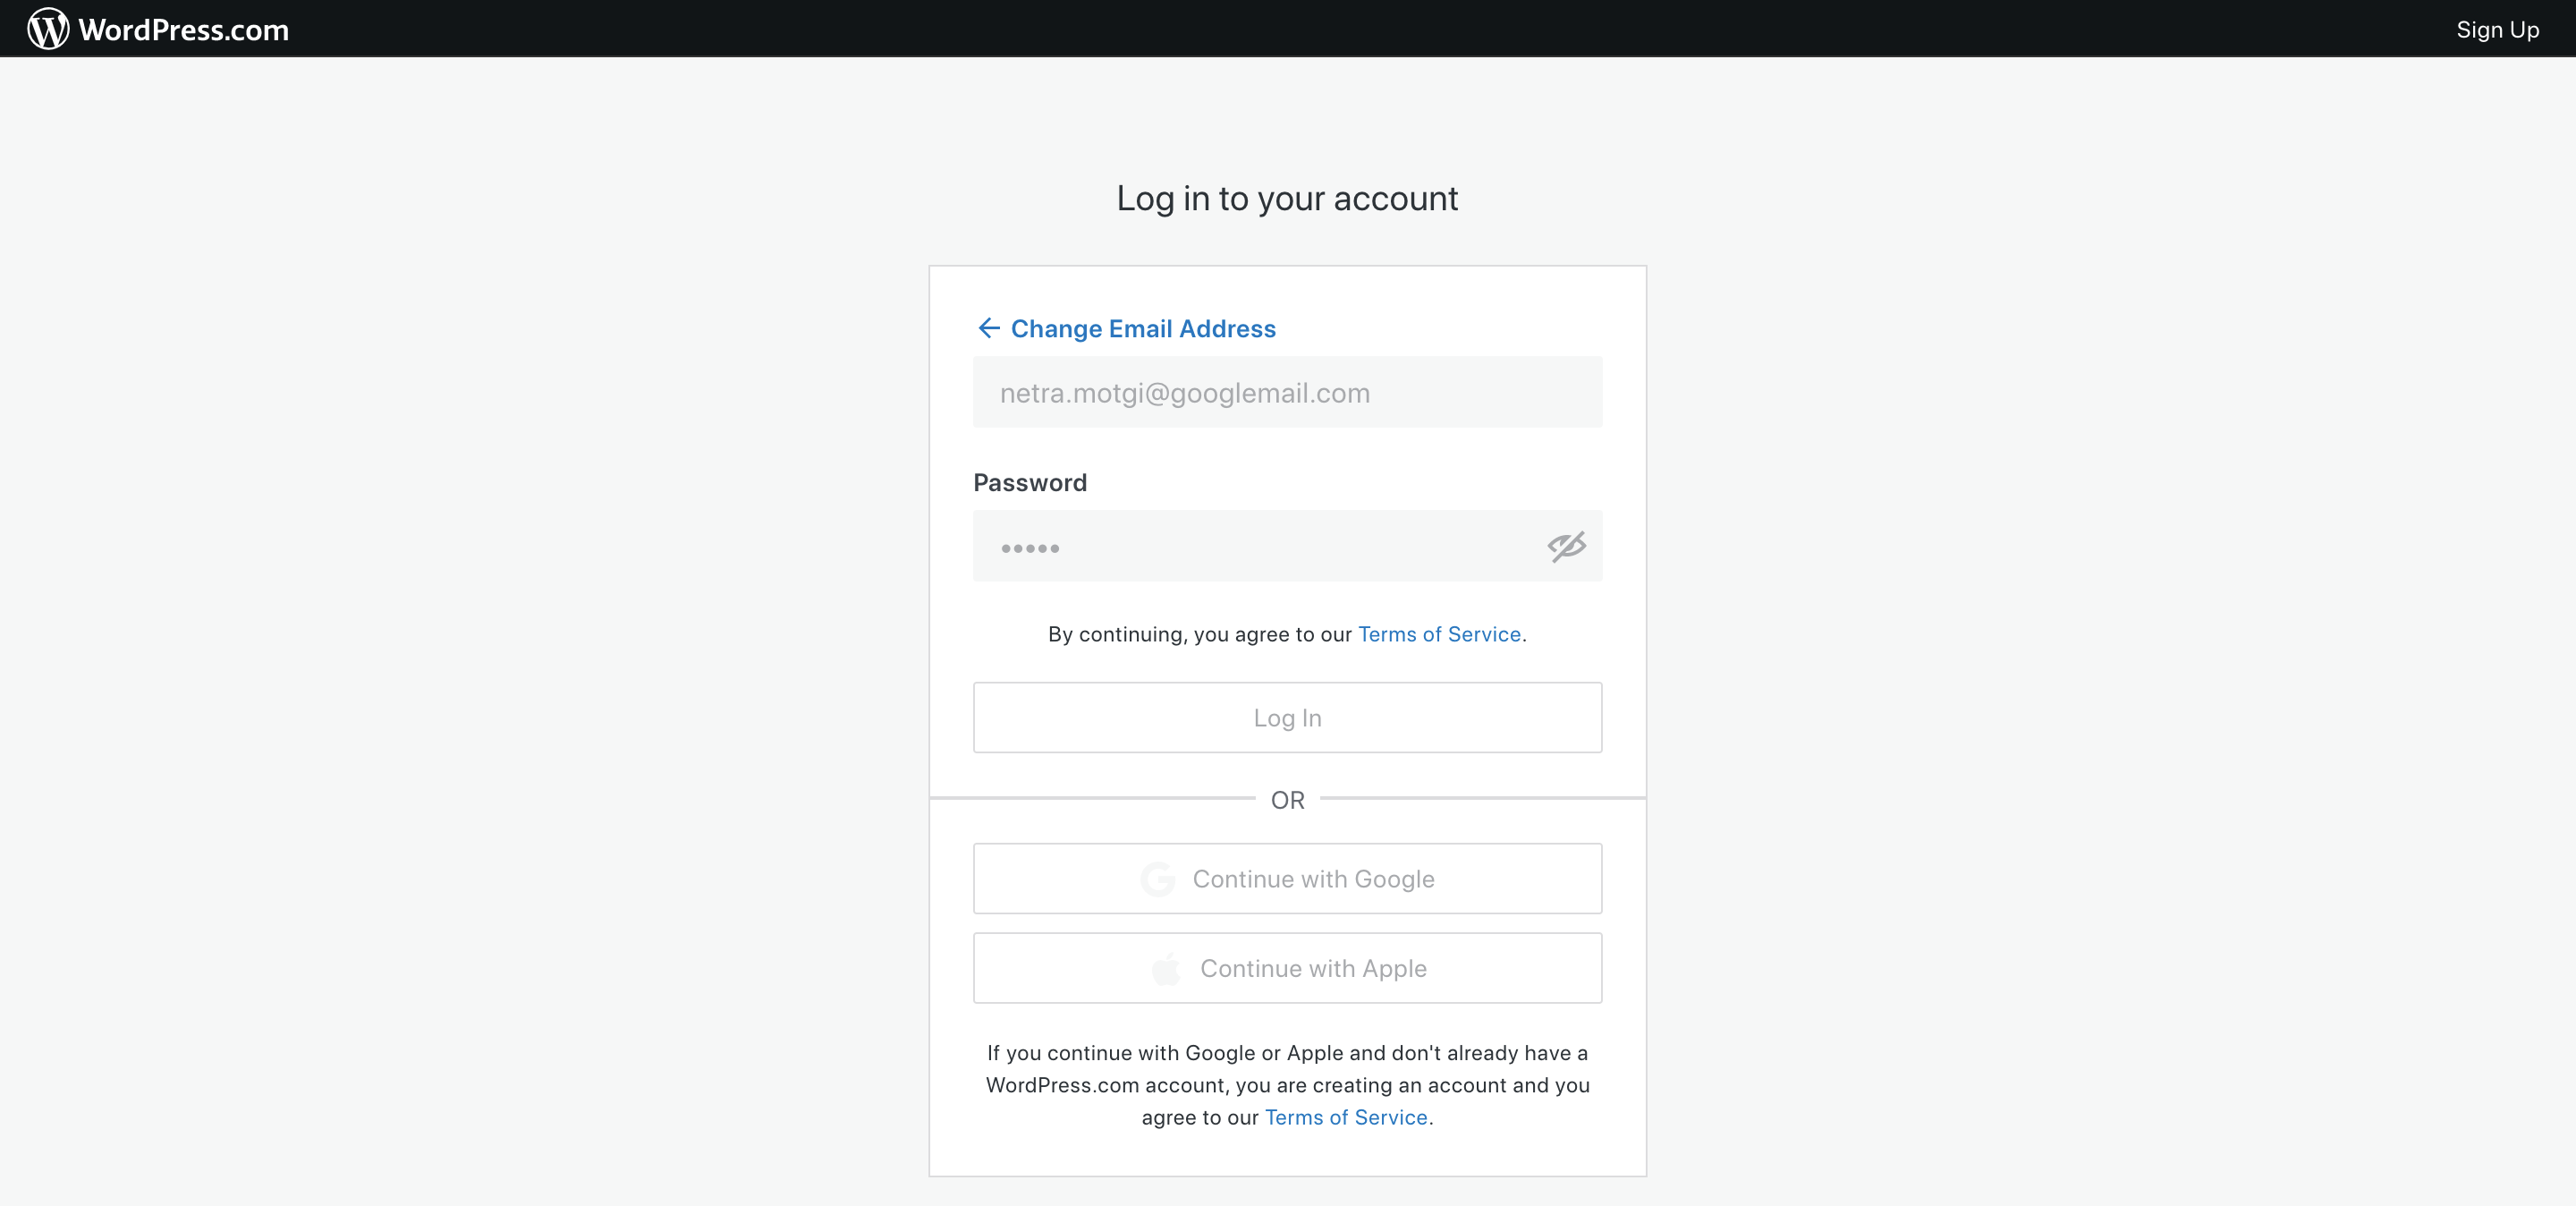 WordPress.com
Sign Up
Log in to your account
← Change Email Address
netra.motgi@googlemail.com
Password
•••••
By continuing, you agree to our Terms of Service.
Log In
OR
Continue with Google
Continue with Apple
If you continue with Google or Apple and don't already have a
WordPress.com account, you are creating an account and you
agree to our Terms of Service.